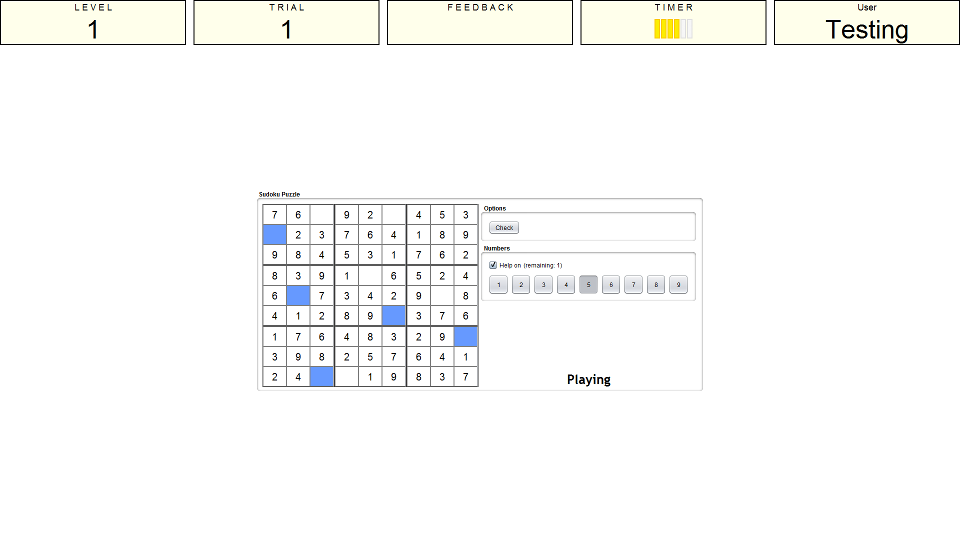 LEVEL
1
TRIAL
1
FEEDBACK
TIMER
User
Testing
Sudoku Puzzle
7 6 9 2 4 5 3
2 3 7 6 4 1 8 9
9 8 4 5 3 1 7 6 2
8 3 9 1 6 5 2 4
6 7 3 4 2 9 8
4 1 2 8 9 3 7 6
1 7 6 4 8 3 2 9
3 9 8 2 5 7 6 4 1
2 4 1 9 8 3 7
Options
Check
Numbers
Help on (remaining: 1)
1 2 3 4 5 6 7 8 9
Playing